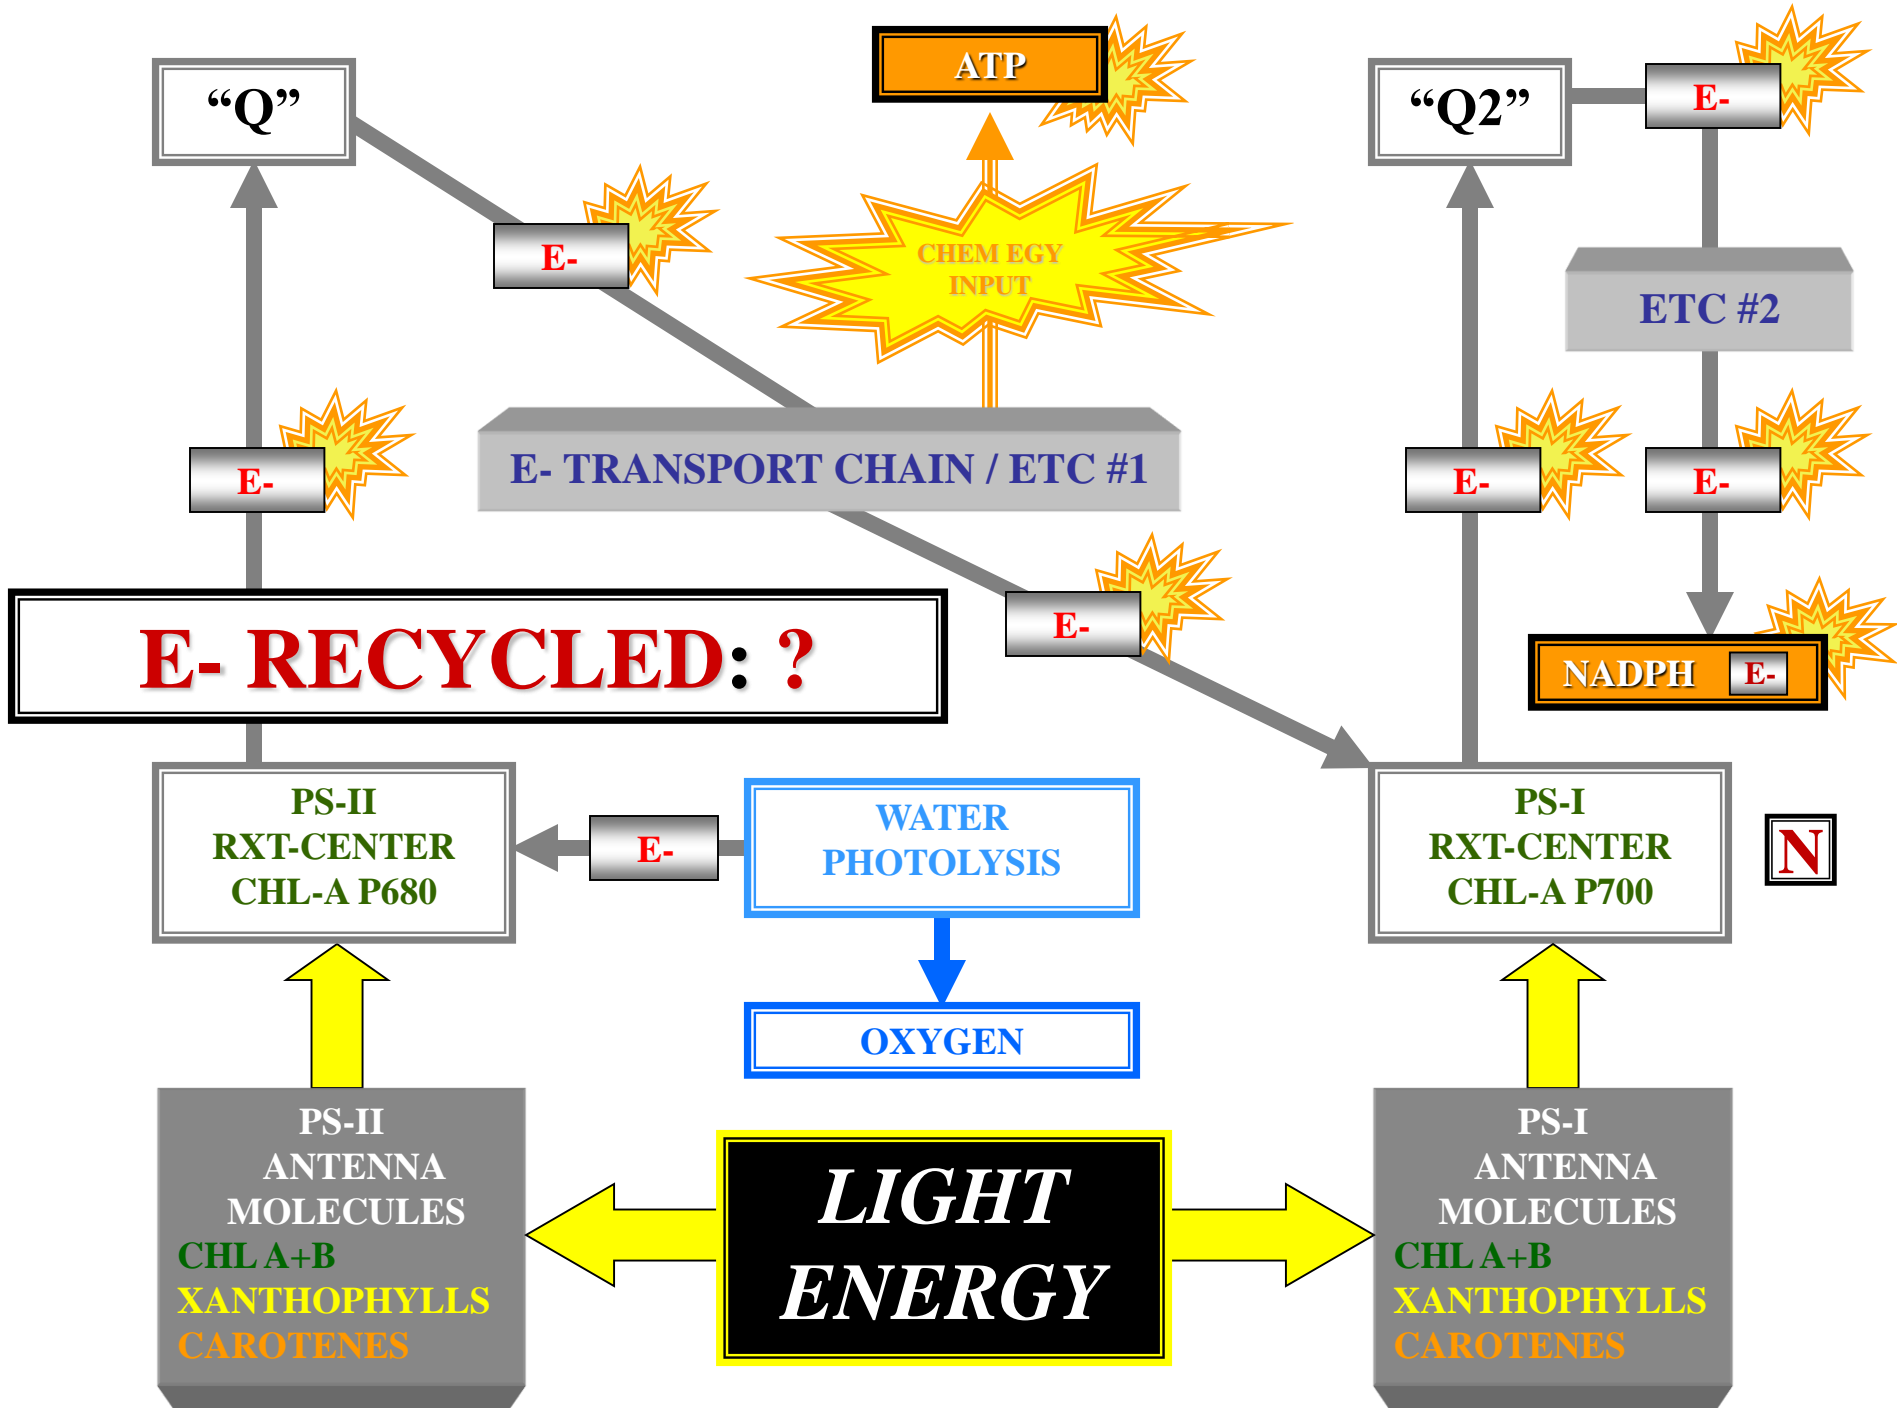 ATP
“Q”
“Q2”
E-
E-
CHEM EGY
INPUT
ETC #2
E- TRANSPORT CHAIN / ETC #1
E-
E-
E-
E-
E- RECYCLED: ?
NADPH E-
PS-II
RXT-CENTER
CHL-A P680
E-
WATER
PHOTOLYSIS
PS-I
RXT-CENTER
CHL-A P700
N
OXYGEN
PS-II
ANTENNA
MOLECULES
CHL A+B
XANTHOPHYLLS
CAROTENES
LIGHT
ENERGY
PS-I
ANTENNA
MOLECULES
CHL A+B
XANTHOPHYLLS
CAROTENES